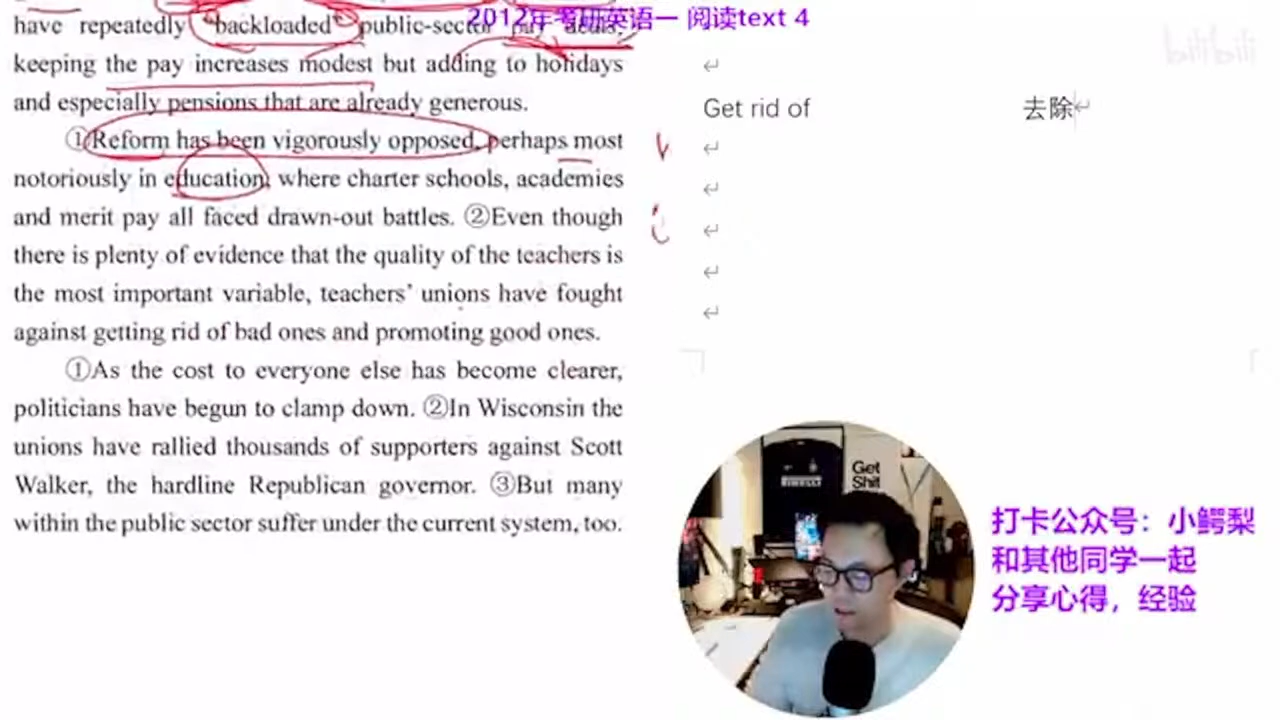 2012年考研英语一 阅读text 4
have repeatedly “backloaded” public-sector pay deals,
keeping the pay increases modest but adding to holidays
and especially pensions that are already generous.
①Reform has been vigorously opposed, perhaps most
notoriously in education, where charter schools, academies
and merit pay all faced drawn-out battles. ②Even though
there is plenty of evidence that the quality of the teachers is
the most important variable, teachers’ unions have fought
against getting rid of bad ones and promoting good ones.
①As the cost to everyone else has become clearer,
politicians have begun to clamp down. ②In Wisconsin the
unions have rallied thousands of supporters against Scott
Walker, the hardline Republican governor. ③But many
within the public sector suffer under the current system, too.
bilibili
Get rid of 去除
PIRELLI
Get
Shit
打卡公众号：小鳄梨
和其他同学一起
分享心得，经验